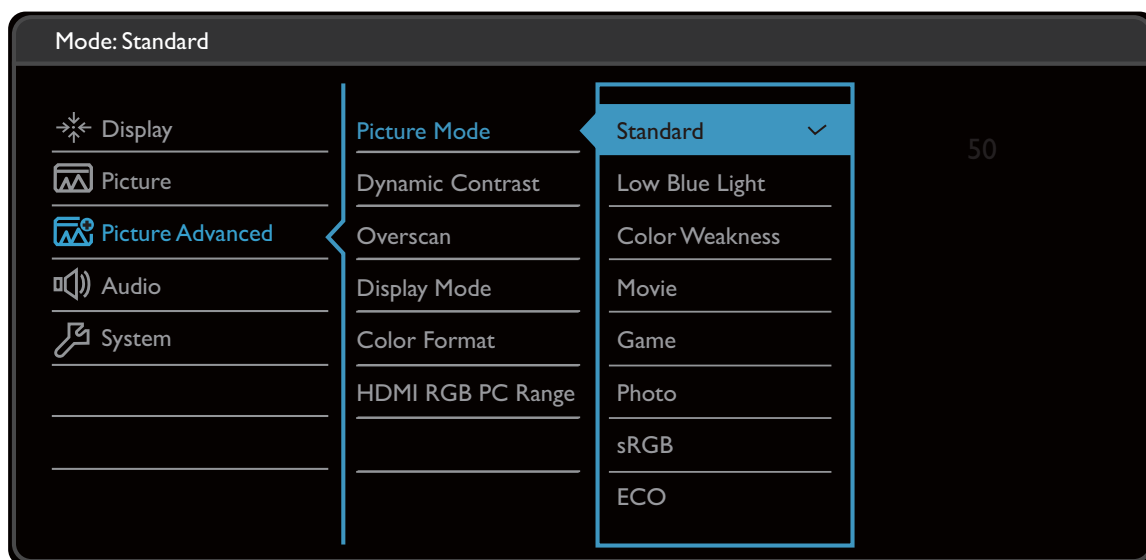 Mode: Standard
Display
Picture
Picture Advanced
Audio
System
Picture Mode
Dynamic Contrast
Overscan
Display Mode
Color Format
HDMI RGB PC Range
Standard
Low Blue Light
Color Weakness
Movie
Game
Photo
sRGB
ECO
50